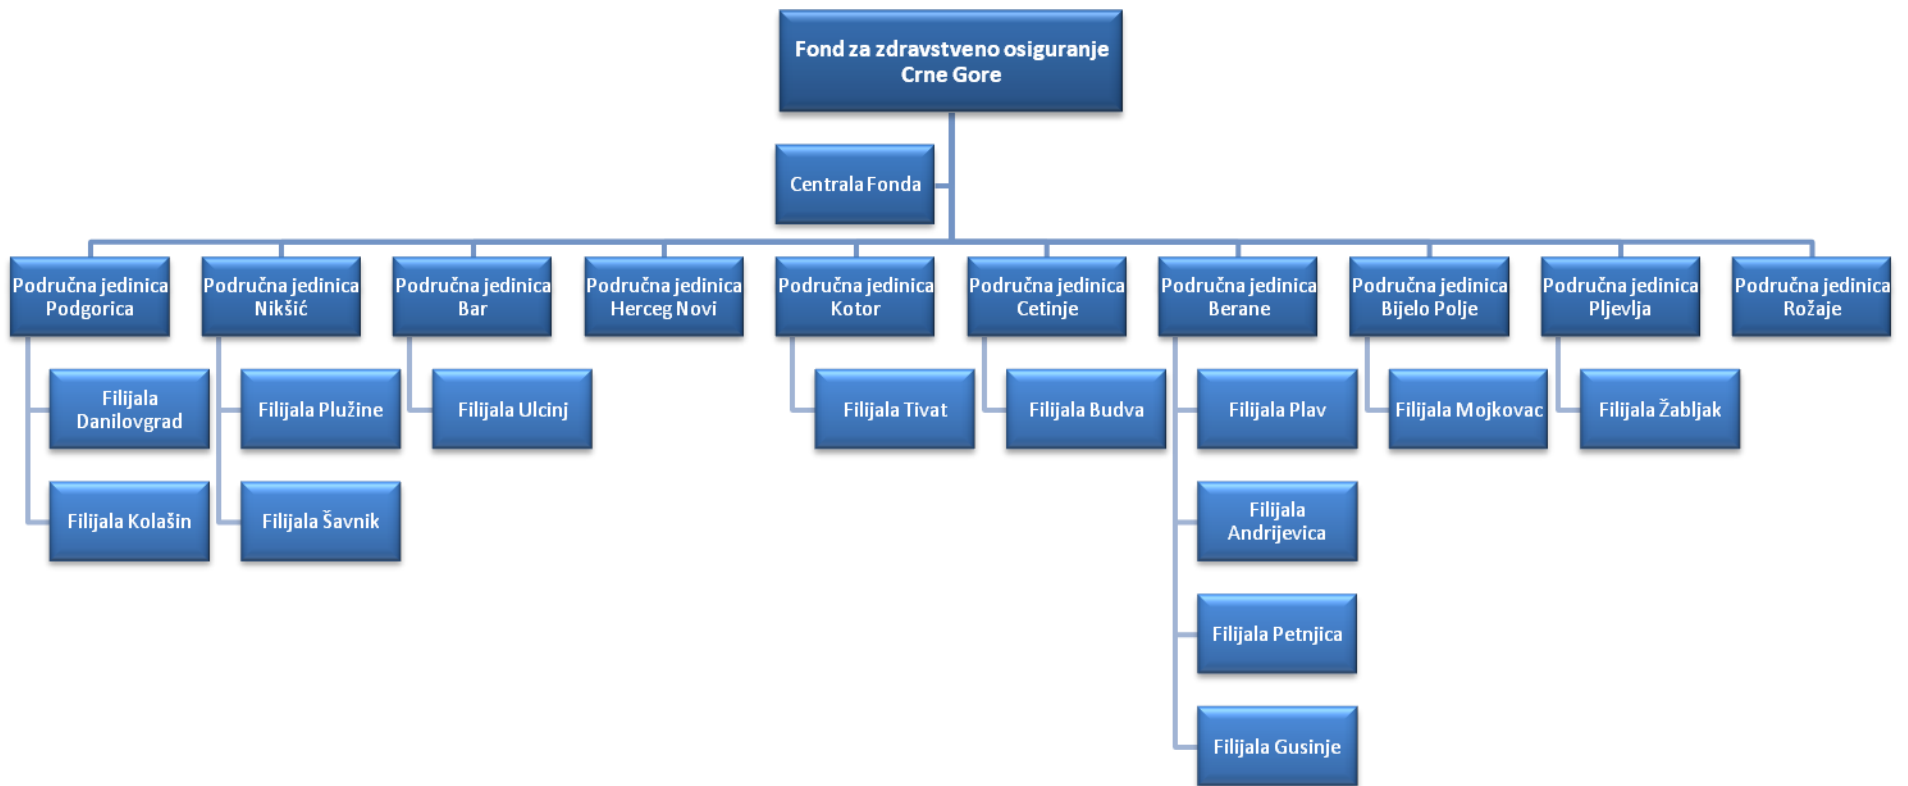 Fond za zdravstveno osiguranje
Crne Gore
Centrala Fonda
Područna jedinica
Podgorica
Područna jedinica
Nikšić
Područna jedinica
Bar
Područna jedinica
Herceg Novi
Područna jedinica
Kotor
Područna jedinica
Cetinje
Područna jedinica
Berane
Područna jedinica
Bijelo Polje
Područna jedinica
Pljevlja
Područna jedinica
Rožaje
Filijala
Danilovgrad
Filijala Plužine
Filijala Ulcinj
Filijala Tivat
Filijala Budva
Filijala Plav
Filijala Mojkovac
Filijala Žabljak
Filijala Kolašin
Filijala Šavnik
Filijala
Andrijevica
Filijala Petnjica
Filijala Gusinje